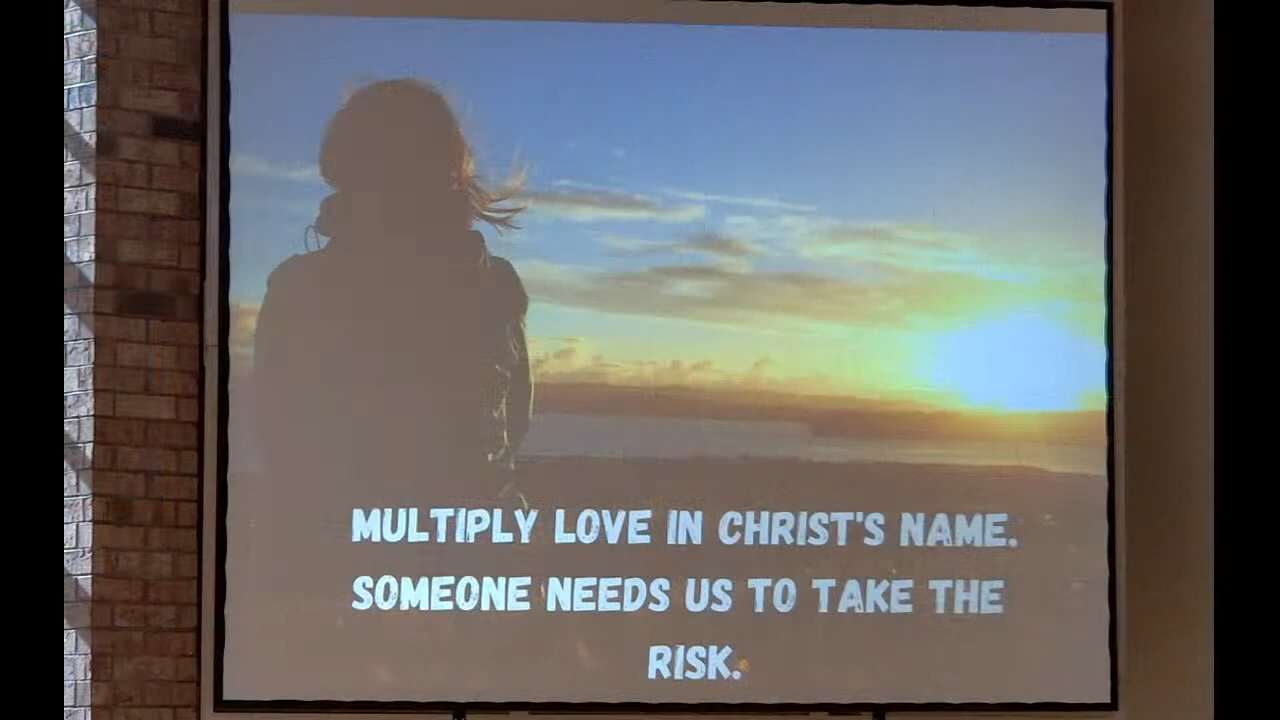 MULTIPLY LOVE IN CHRIST'S NAME.
SOMEONE NEEDS US TO TAKE THE
RISK.